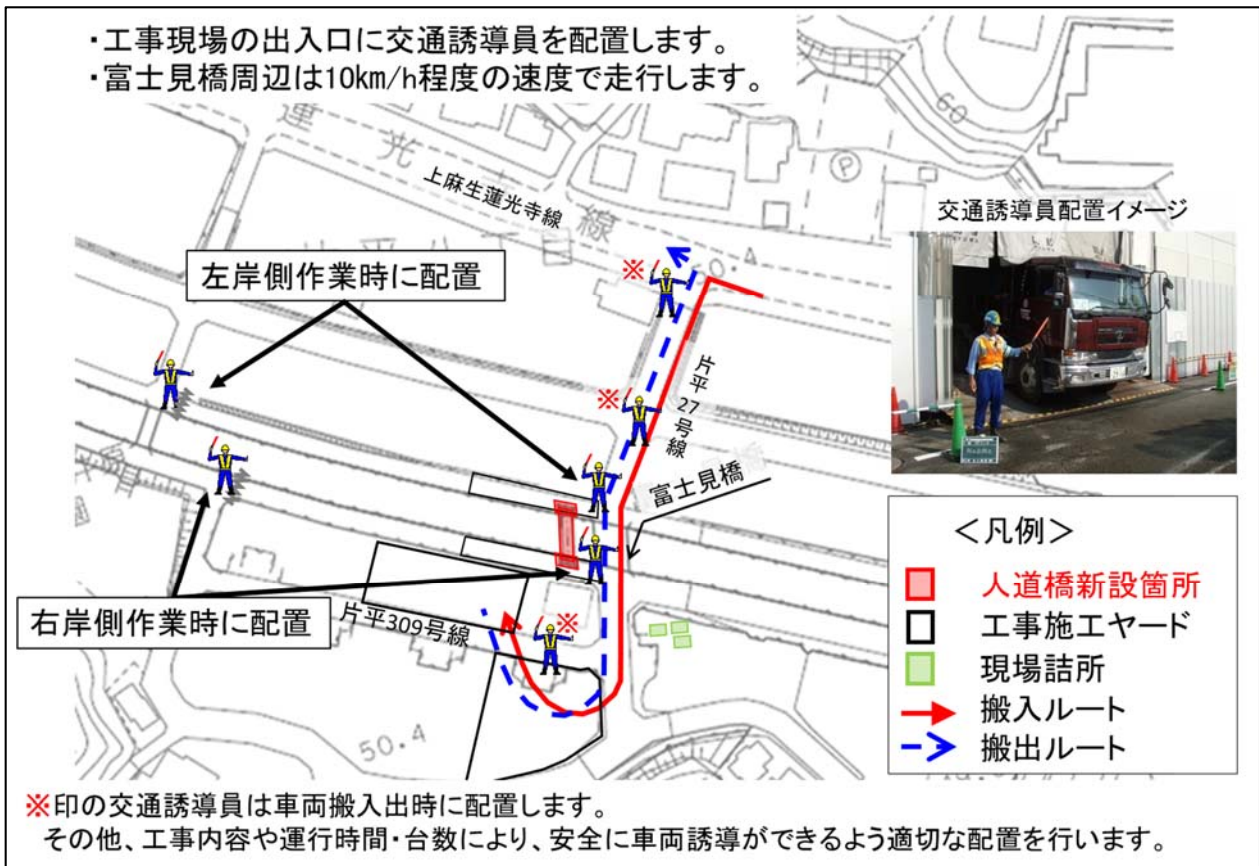 ・工事現場の出入口に交通誘導員を配置します。
・富士見橋周辺は10km/h程度の速度で走行します。
60
蓮光
線
上麻生蓮光寺線
P
交通誘導員配置イメージ
左岸側作業時に配置
※
50.4
※
片平27号線
富士見橋
右岸側作業時に配置
片平309号線
※
50.4
＜凡例＞
人道橋新設箇所
工事施工ヤード
現場詰所
搬入ルート
搬出ルート
※印の交通誘導員は車両搬入出時に配置します。
その他、工事内容や運行時間・台数により、安全に車両誘導ができるよう適切な配置を行います。